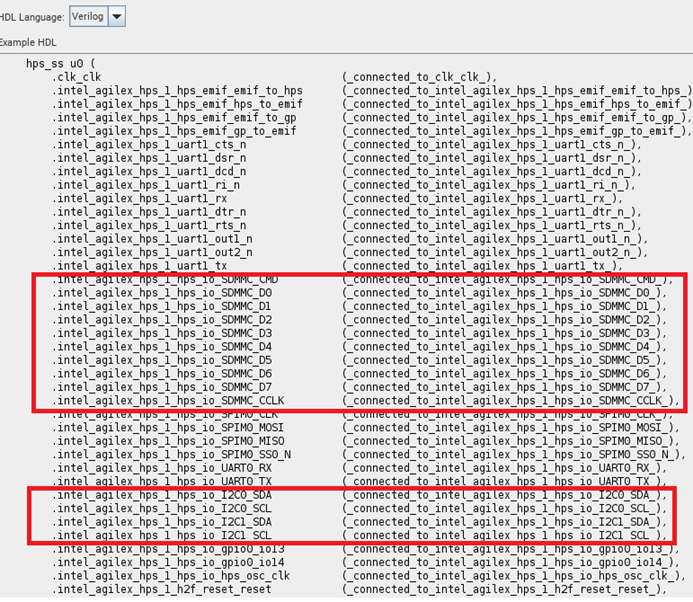 HDL Language: Verilog
Example HDL
hps_ss u0 (
.clk_clk (_connected_to_clk_clk_),
.intel_agilex_hps_1_hps_emif_emif_to_hps (_connected_to_intel_agilex_hps_1_hps_emif_emif_to_hps_)
.intel_agilex_hps_1_hps_emif_hps_to_emif (_connected_to_intel_agilex_hps_1_hps_emif_hps_to_emif_)
.intel_agilex_hps_1_hps_emif_emif_to_gp (_connected_to_intel_agilex_hps_1_hps_emif_emif_to_gp_),
.intel_agilex_hps_1_hps_emif_gp_to_emif (_connected_to_intel_agilex_hps_1_hps_emif_gp_to_emif_),
.intel_agilex_hps_1_uart1_cts_n (_connected_to_intel_agilex_hps_1_uart1_cts_n_),
.intel_agilex_hps_1_uart1_dsr_n (_connected_to_intel_agilex_hps_1_uart1_dsr_n_),
.intel_agilex_hps_1_uart1_dcd_n (_connected_to_intel_agilex_hps_1_uart1_dcd_n_),
.intel_agilex_hps_1_uart1_ri_n (_connected_to_intel_agilex_hps_1_uart1_ri_n_),
.intel_agilex_hps_1_uart1_rx (_connected_to_intel_agilex_hps_1_uart1_rx_),
.intel_agilex_hps_1_uart1_dtr_n (_connected_to_intel_agilex_hps_1_uart1_dtr_n_),
.intel_agilex_hps_1_uart1_rts_n (_connected_to_intel_agilex_hps_1_uart1_rts_n_),
.intel_agilex_hps_1_uart1_out1_n (_connected_to_intel_agilex_hps_1_uart1_out1_n_),
.intel_agilex_hps_1_uart1_out2_n (_connected_to_intel_agilex_hps_1_uart1_out2_n_),
.intel_agilex_hps_1_uart1_tx (_connected_to_intel_agilex_hps_1_uart1_tx_),
.intel_agilex_hps_1_hps_io_SDMMC_CMD (_connected_to_intel_agilex_hps_1_hps_io_SDMMC_CMD_),
.intel_agilex_hps_1_hps_io_SDMMC_D0 (_connected_to_intel_agilex_hps_1_hps_io_SDMMC_D0_),
.intel_agilex_hps_1_hps_io_SDMMC_D1 (_connected_to_intel_agilex_hps_1_hps_io_SDMMC_D1_),
.intel_agilex_hps_1_hps_io_SDMMC_D2 (_connected_to_intel_agilex_hps_1_hps_io_SDMMC_D2_),
.intel_agilex_hps_1_hps_io_SDMMC_D3 (_connected_to_intel_agilex_hps_1_hps_io_SDMMC_D3_),
.intel_agilex_hps_1_hps_io_SDMMC_D4 (_connected_to_intel_agilex_hps_1_hps_io_SDMMC_D4_),
.intel_agilex_hps_1_hps_io_SDMMC_D5 (_connected_to_intel_agilex_hps_1_hps_io_SDMMC_D5_),
.intel_agilex_hps_1_hps_io_SDMMC_D6 (_connected_to_intel_agilex_hps_1_hps_io_SDMMC_D6_),
.intel_agilex_hps_1_hps_io_SDMMC_D7 (_connected_to_intel_agilex_hps_1_hps_io_SDMMC_D7_),
.intel_agilex_hps_1_hps_io_SDMMC_CCLK (_connected_to_intel_agilex_hps_1_hps_io_SDMMC_CCLK_),
.intel_agilex_hps_1_hps_io_SPIM0_CLK (_connected_to_intel_agilex_hps_1_hps_io_SPIM0_CLK_),
.intel_agilex_hps_1_hps_io_SPIM0_MOSI (_connected_to_intel_agilex_hps_1_hps_io_SPIM0_MOSI_),
.intel_agilex_hps_1_hps_io_SPIM0_MISO (_connected_to_intel_agilex_hps_1_hps_io_SPIM0_MISO_),
.intel_agilex_hps_1_hps_io_SPIM0_SS0_N (_connected_to_intel_agilex_hps_1_hps_io_SPIM0_SS0_N_),
.intel_agilex_hps_1_hps_io_UART0_RX (_connected_to_intel_agilex_hps_1_hps_io_UART0_RX_),
.intel_agilex_hps_1_hps_io_UART0_TX (_connected_to_intel_agilex_hps_1_hps_io_UART0_TX_),
.intel_agilex_hps_1_hps_io_I2C0_SDA (_connected_to_intel_agilex_hps_1_hps_io_I2C0_SDA_),
.intel_agilex_hps_1_hps_io_I2C0_SCL (_connected_to_intel_agilex_hps_1_hps_io_I2C0_SCL_),
.intel_agilex_hps_1_hps_io_I2C1_SDA (_connected_to_intel_agilex_hps_1_hps_io_I2C1_SDA_),
.intel_agilex_hps_1_hps_io_I2C1_SCL (_connected_to_intel_agilex_hps_1_hps_io_I2C1_SCL_),
.intel_agilex_hps_1_hps_io_gpio0_io13 (_connected_to_intel_agilex_hps_1_hps_io_gpio0_io13_),
.intel_agilex_hps_1_hps_io_gpio0_io14 (_connected_to_intel_agilex_hps_1_hps_io_gpio0_io14_),
.intel_agilex_hps_1_hps_io_hps_osc_clk (_connected_to_intel_agilex_hps_1_hps_io_hps_osc_clk_),
.intel_agilex_hps_1_h2f_reset_reset (_connected_to_intel_agilex_hps_1_h2f_reset_reset_),